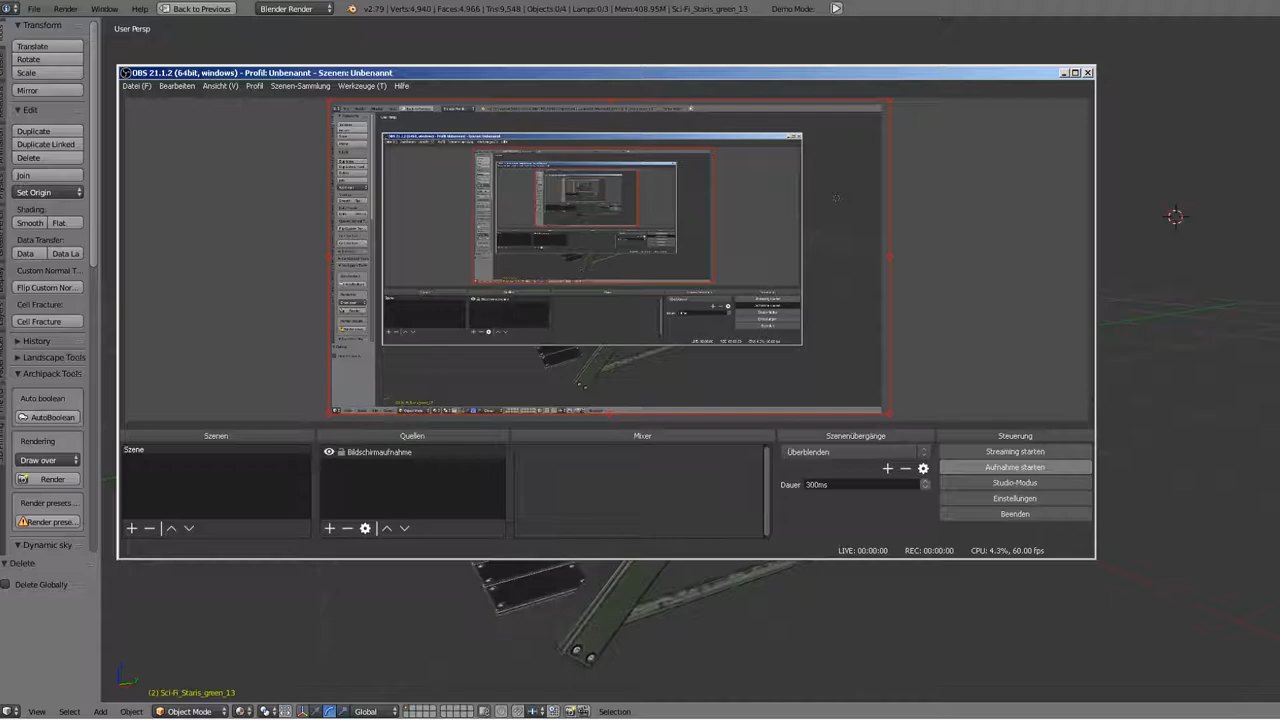 File Render Window Help Back to Previous Blender Render v2.79 | Verts:4,940 | Faces:4,966 | Tris:9,548 | Objects:0/4 | Lamps:0/3 | Mem:408.95M | Sci-Fi_Staris_green_13 Demo Mode:
Transform
User Persp
Translate
Rotate
Scale
Mirror
Edit
Duplicate
Duplicate Linked
Delete
Join
Set Origin
Shading:
Smooth Flat
Data Transfer:
Data Data La
Custom Normal T...
Flip Custom Nor...
Cell Fracture:
Cell Fracture
History
Landscape Tools
Archipack Tools
Auto boolean
AutoBoolean
Rendering
Draw over
Render
Render presets...
Render prese...
Dynamic sky
Delete
Delete Globally
OBS 21.1.2 (64bit, windows) - Profil: Unbenannt - Szenen: Unbenannt
Datei (F) Bearbeiten Ansicht (V) Profil Szenen-Sammlung Werkzeuge (T) Hilfe
Szenen Quellen Mixer Szenenübergänge Steuerung
Szene Bildschirmaufnahme Überblenden Streaming starten
Aufnahme starten
Dauer 300ms Studio-Modus
Einstellungen
Beenden
LIVE: 00:00:00 REC: 00:00:00 CPU: 4.3%, 60.00 fps
(2) Sci-Fi_Staris_green_13
View Select Add Object Object Mode Global Selection